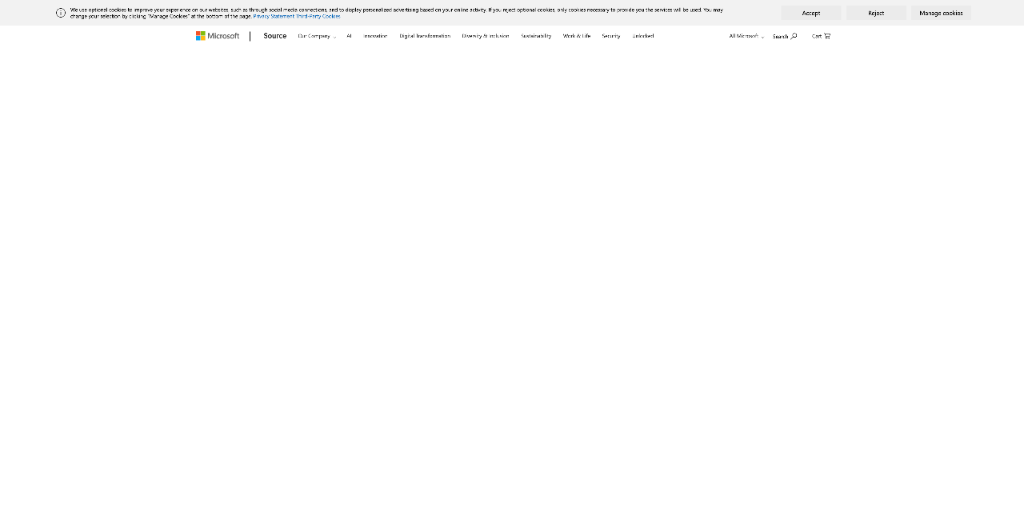 We use optional cookies to improve your experience on our websites, such as through social media connections, and to display personalized advertising based on your online activity. If you reject optional cookies, only cookies necessary to provide you the services will be used. You may
change your selection by clicking "Manage Cookies" at the bottom of the page. Privacy Statement Third-Party Cookies
Accept
Reject
Manage cookies
Microsoft
Source
Our Company
AI
Innovation
Digital Transformation
Diversity & Inclusion
Sustainability
Work & Life
Security
Unlocked
All Microsoft
Search
Cart